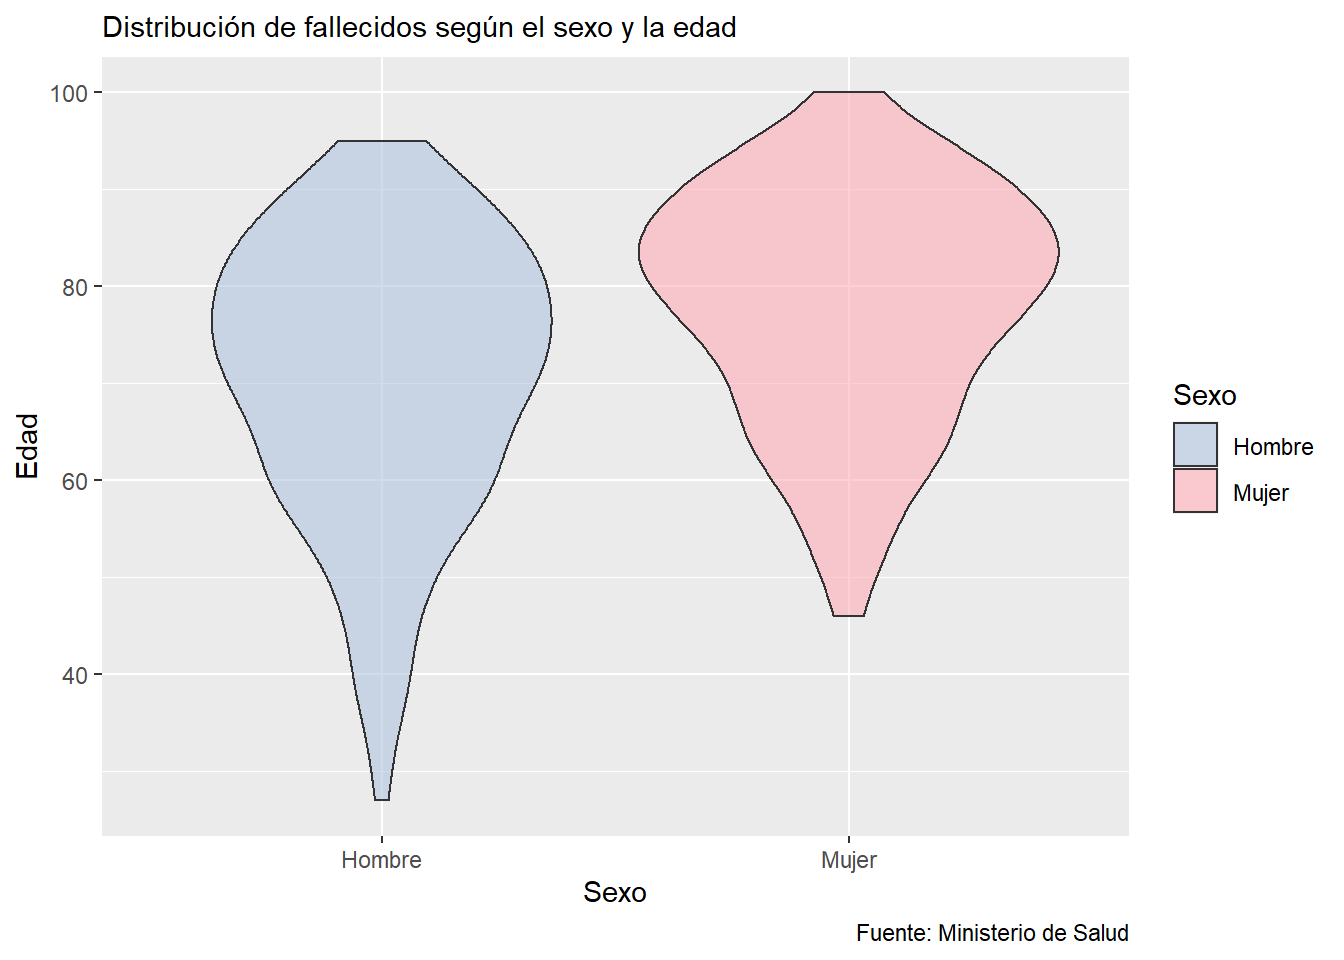 Distribución de fallecidos según el sexo y la edad
100
80
60
40
Edad
Hombre
Mujer
Sexo
Sexo
Hombre
Mujer
Fuente: Ministerio de Salud